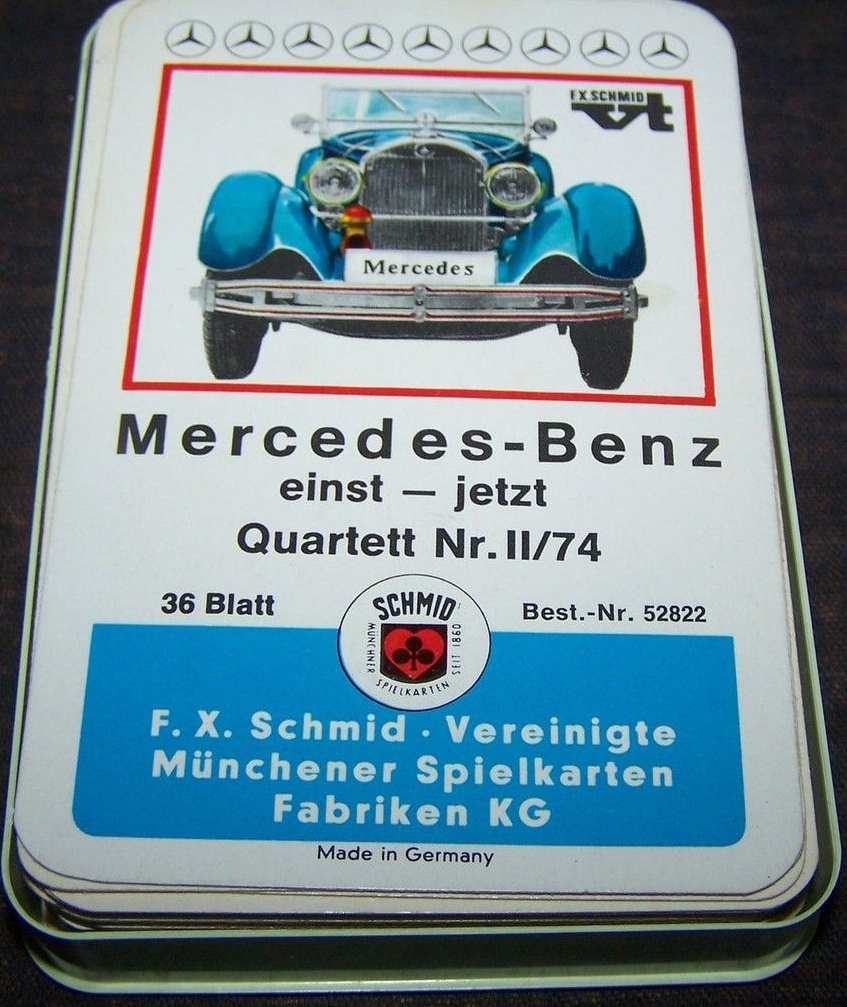 F.X.SCHMID
Vt
Mercedes
Mercedes-Benz
einst — jetzt
Quartett Nr. II/74
36 Blatt
Best.-Nr. 52822
SCHMID's
MÜNCHNER
SPIELKARTEN
SEIT 1860
F. X. Schmid · Vereinigte
Münchener Spielkarten
Fabriken KG
Made in Germany